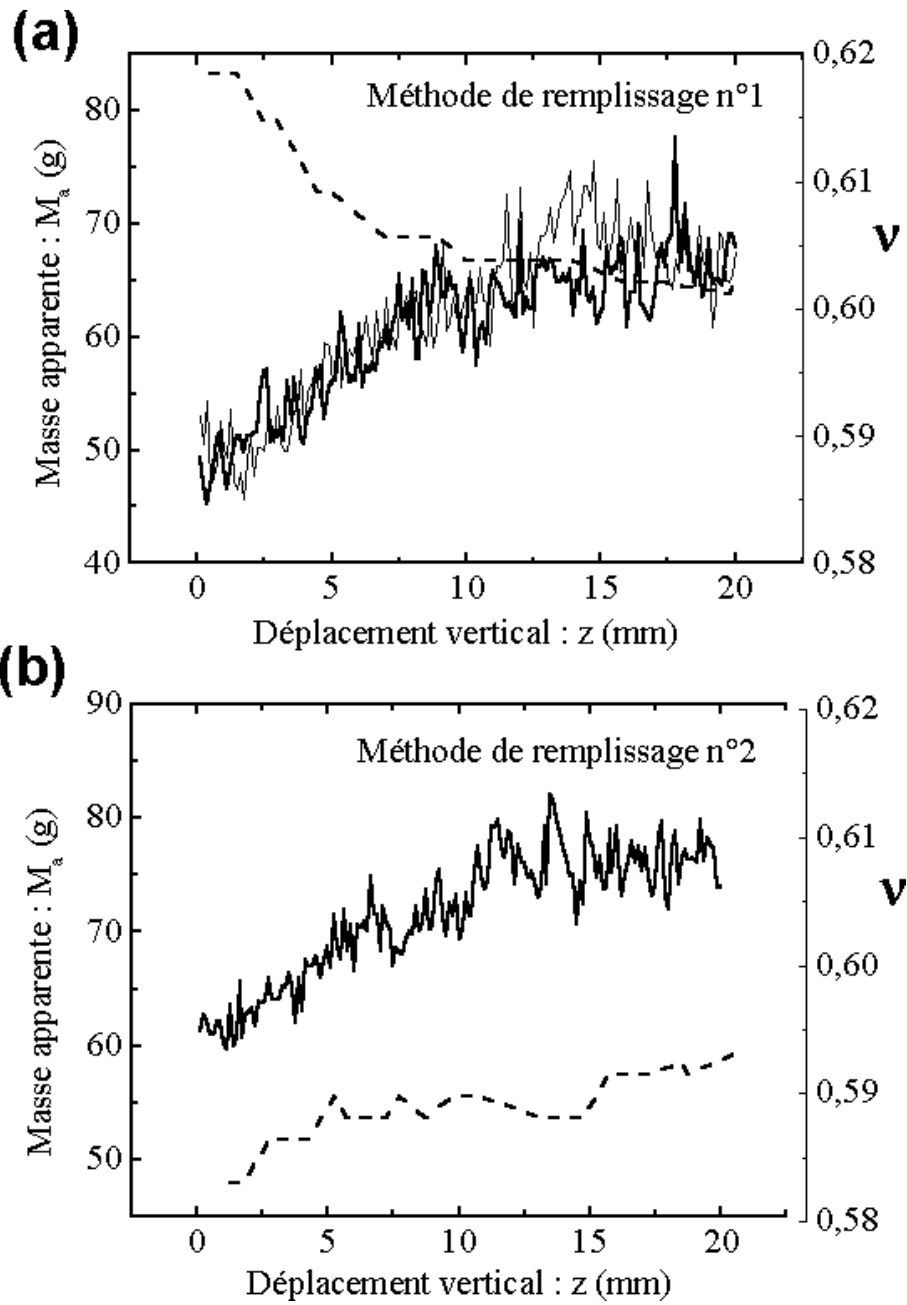 (a)
Méthode de remplissage n°1
Masse apparente : M_a (g)
80
70
60
50
40
0,62
0,61
0,60
0,59
0,58
ν
0 5 10 15 20
Déplacement vertical : z (mm)
(b)
Méthode de remplissage n°2
Masse apparente : M_a (g)
90
80
70
60
50
0,62
0,61
0,60
0,59
0,58
ν
0 5 10 15 20
Déplacement vertical : z (mm)